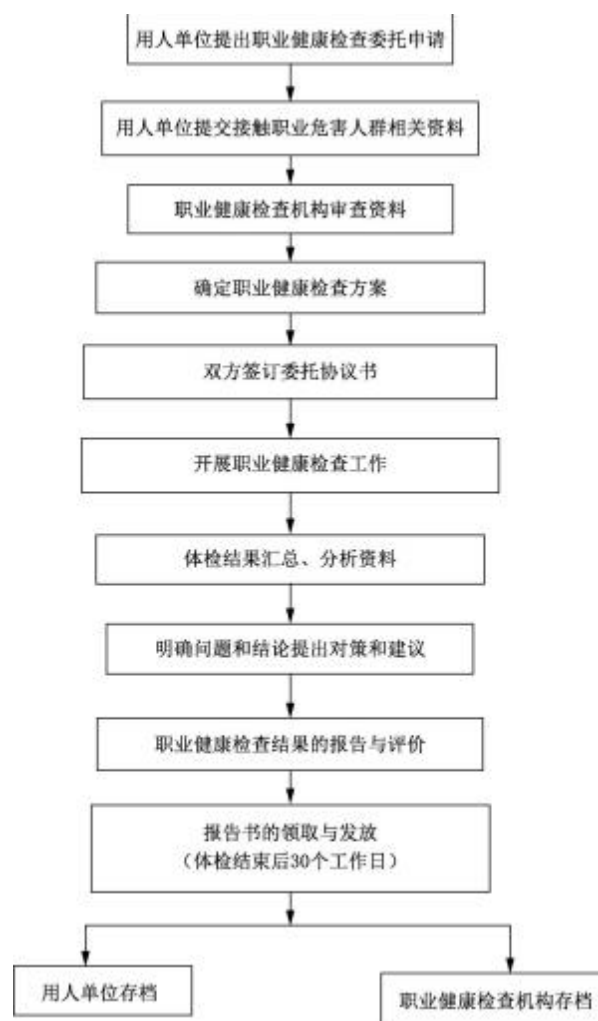 用人单位提出职业健康检查委托申请
用人单位提交接触职业危害人群相关资料
职业健康检查机构审查资料
确定职业健康检查方案
双方签订委托协议书
开展职业健康检查工作
体检结果汇总、分析资料
明确问题和结论提出对策和建议
职业健康检查结果的报告与评价
报告书的领取与发放
（体检结束后30个工作日）
用人单位存档
职业健康检查机构存档